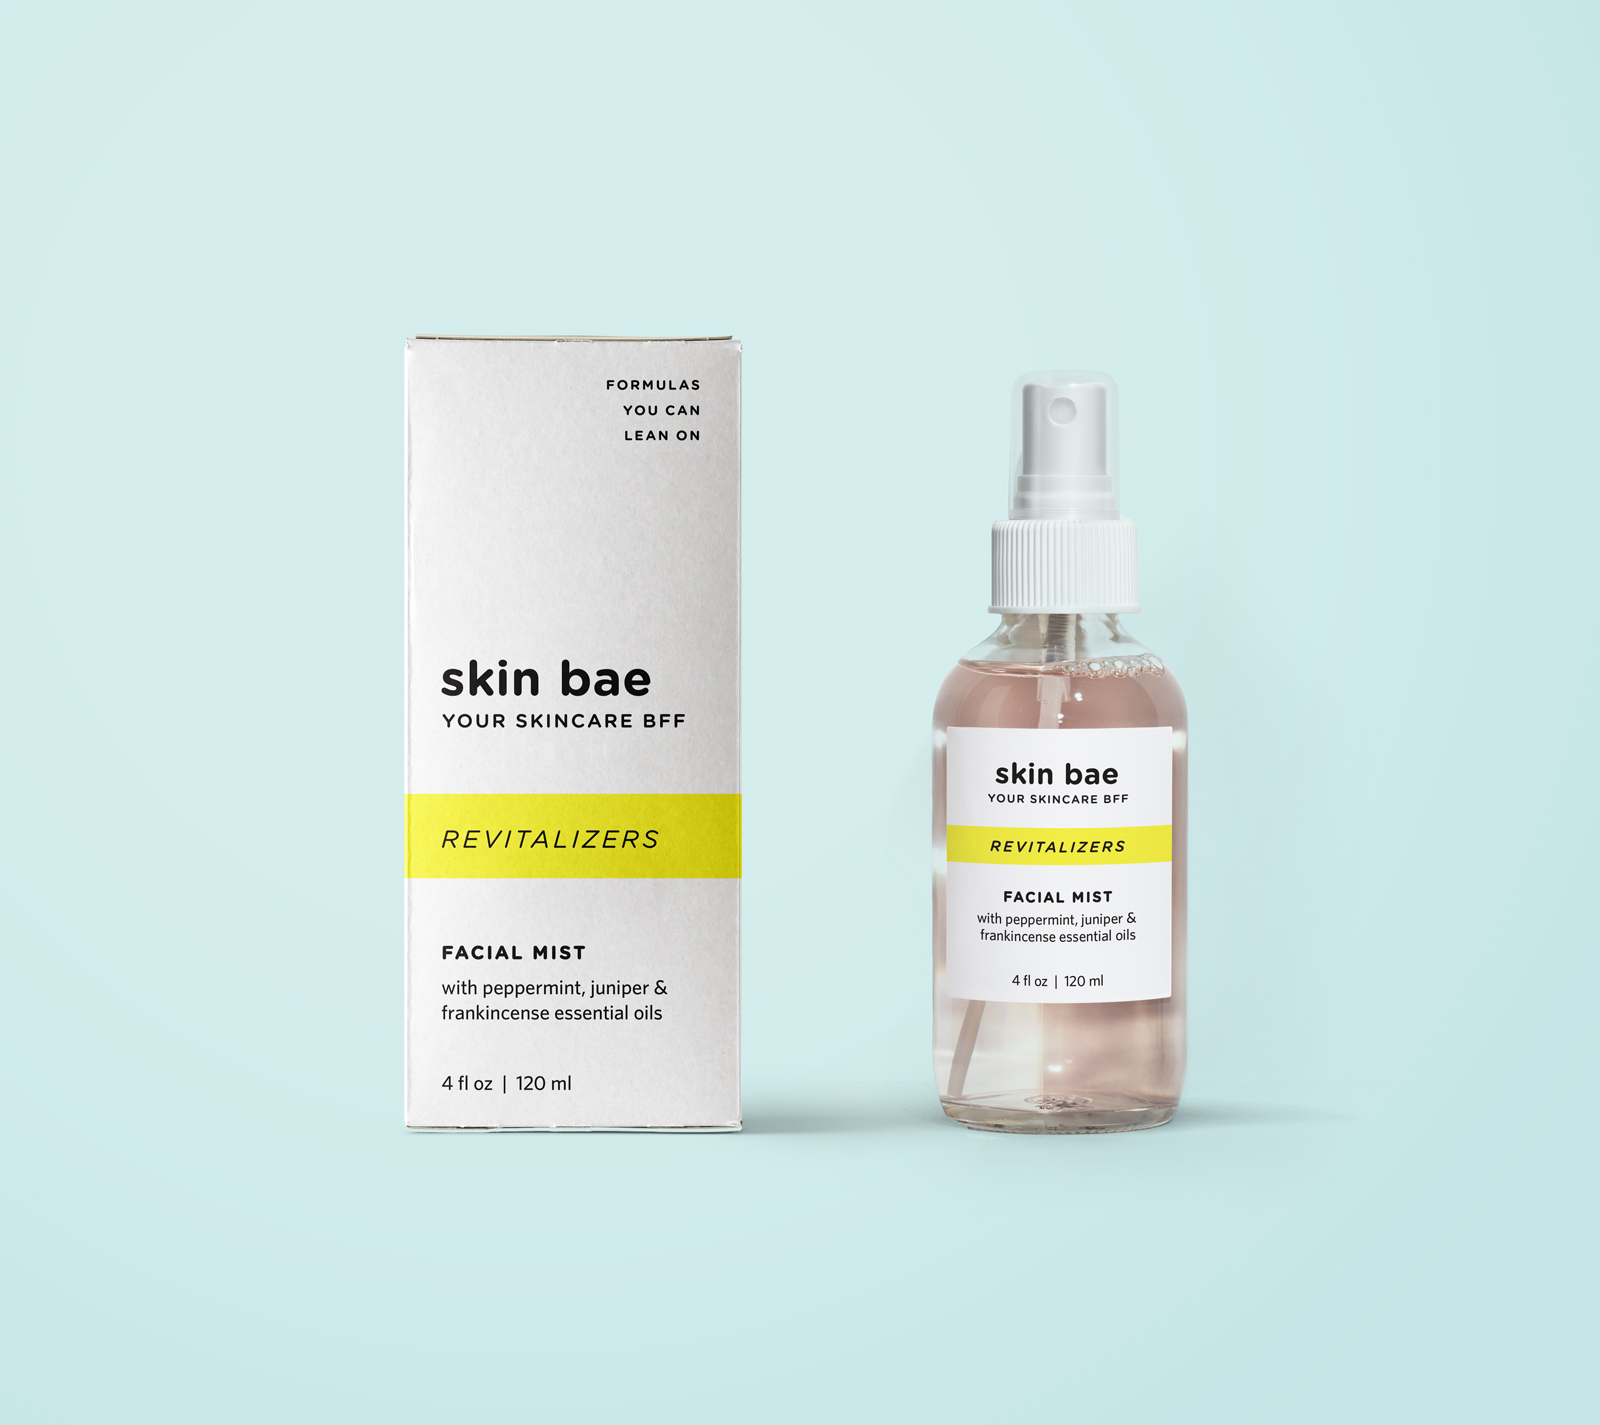 FORMULAS
YOU CAN
LEAN ON
skin bae
YOUR SKINCARE BFF
REVITALIZERS
FACIAL MIST
with peppermint, juniper &
frankincense essential oils
4 fl oz | 120 ml
skin bae
YOUR SKINCARE BFF
REVITALIZERS
FACIAL MIST
with peppermint, juniper &
frankincense essential oils
4 fl oz | 120 ml